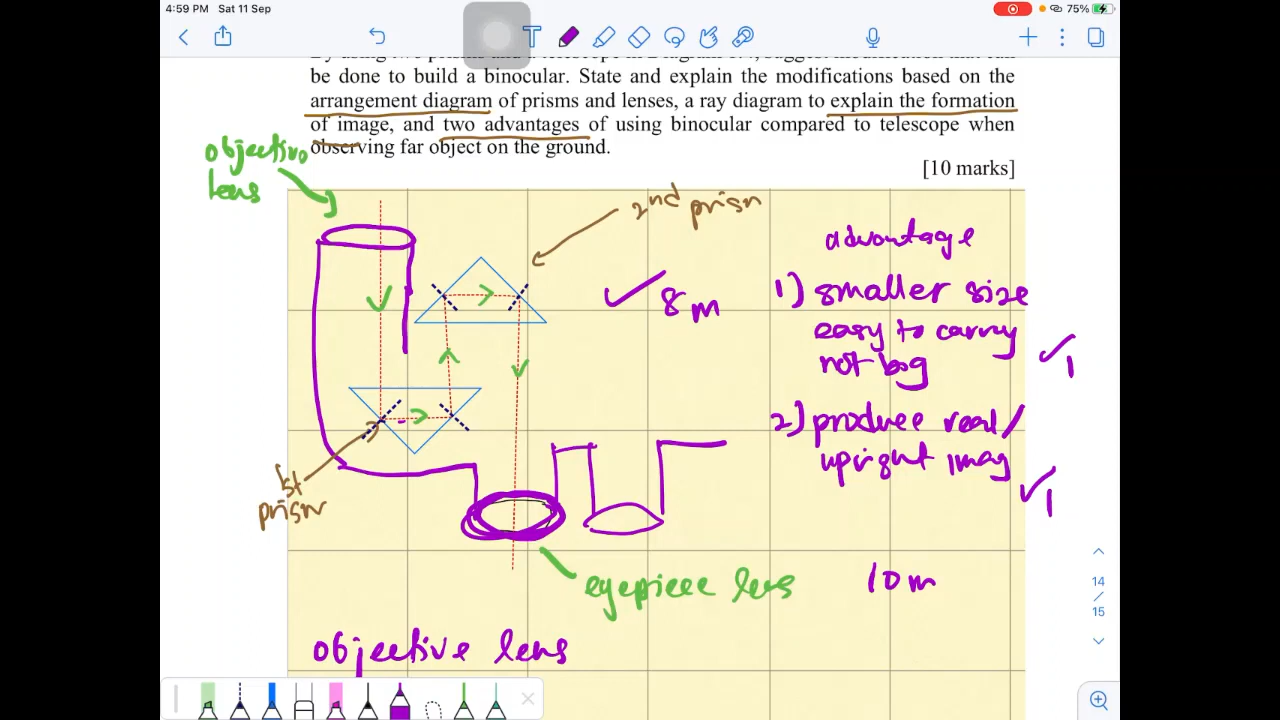 4:59 PM Sat 11 Sep
75%
be done to build a binocular. State and explain the modifications based on the
arrangement diagram of prisms and lenses, a ray diagram to explain the formation
of image, and two advantages of using binocular compared to telescope when
observing far object on the ground.
[10 marks]
objective
lens
2nd prism
advantage
1) smaller size
easy to carry
not bag
✓1
✓ 8m
2) produce real/
upright imag
✓1
1st
prism
eyepiece lens
10m
objective lens
14
/
15